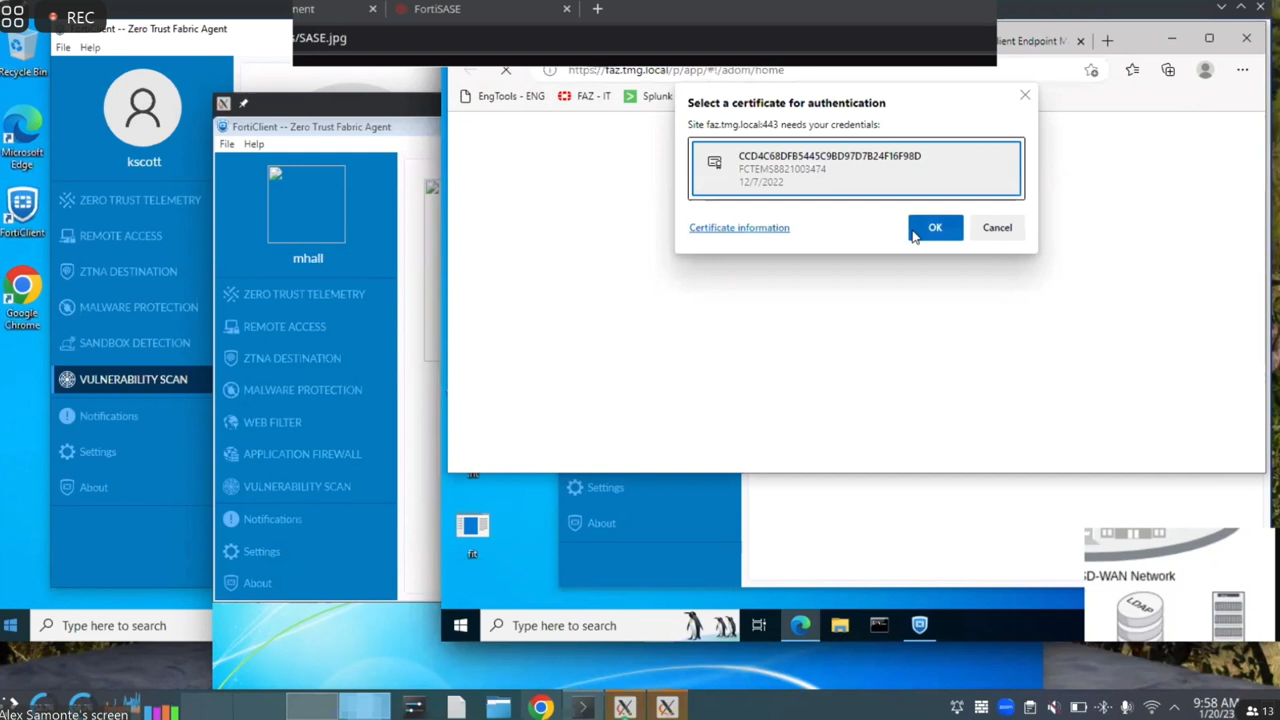 REC
nent
FortiSASE
s/SASE.jpg
FortiClient -- Zero Trust Fabric Agent
File Help
Recycle Bin
kscott
Microsoft
Edge
FortiClient
Google
Chrome
ZERO TRUST TELEMETRY
REMOTE ACCESS
ZTNA DESTINATION
MALWARE PROTECTION
SANDBOX DETECTION
VULNERABILITY SCAN
Notifications
Settings
About
Type here to search
FortiClient -- Zero Trust Fabric Agent
File Help
mhall
ZERO TRUST TELEMETRY
REMOTE ACCESS
ZTNA DESTINATION
MALWARE PROTECTION
WEB FILTER
APPLICATION FIREWALL
VULNERABILITY SCAN
Notifications
Settings
About
lient Endpoint M
https://faz.tmg.local/p/app/#!/adom/home
EngTools - ENG FAZ - IT Splunk
Select a certificate for authentication
Site faz.tmg.local:443 needs your credentials:
CCD4C68DFB5445C9BD97D7B24F16F98D
FCTEMS8821003474
12/7/2022
Certificate information
OK
Cancel
Settings
About
Type here to search
D-WAN Network
LDAP
Alex Samonte's screen
9:58 AM
1/20/23
13